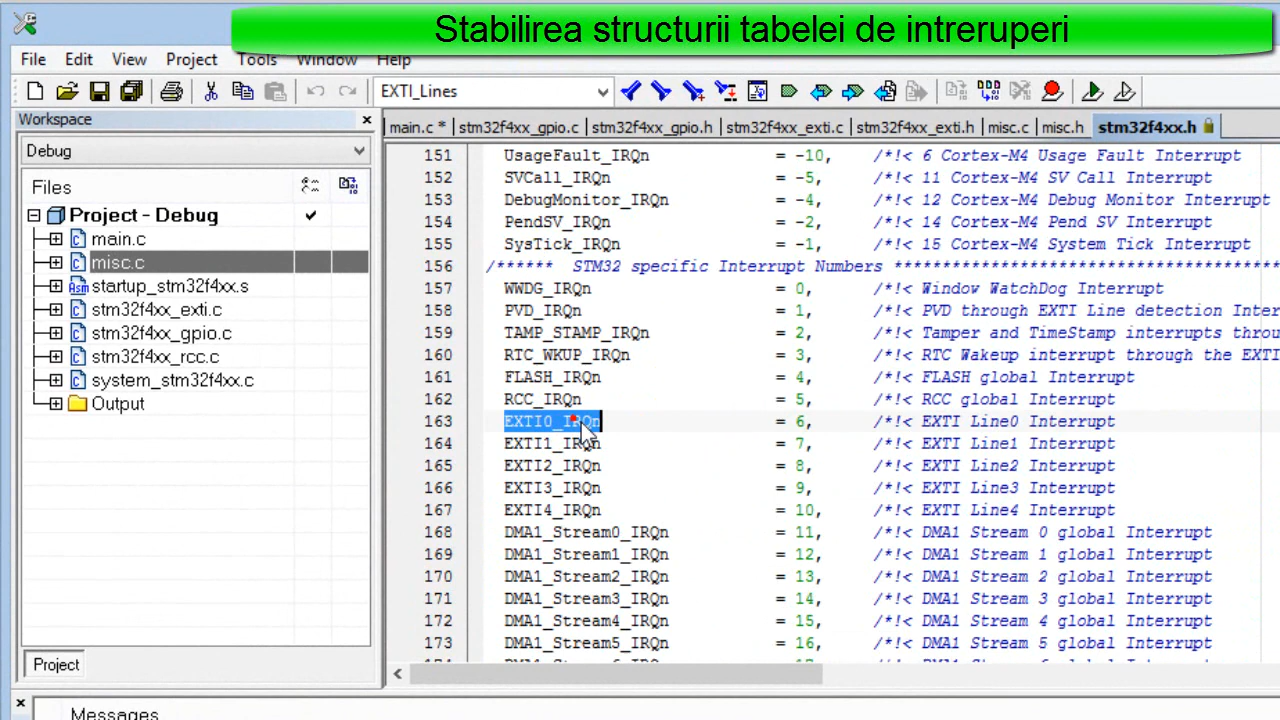 Stabilirea structurii tabelei de intreruperi
File Edit View Project Tools Window Help
EXTI_Lines
Workspace
main.c * stm32f4xx_gpio.c stm32f4xx_gpio.h stm32f4xx_exti.c stm32f4xx_exti.h misc.c misc.h stm32f4xx.h
Debug
Files
Project - Debug
main.c
misc.c
startup_stm32f4xx.s
stm32f4xx_exti.c
stm32f4xx_gpio.c
stm32f4xx_rcc.c
system_stm32f4xx.c
Output
Project
151 UsageFault_IRQn = -10, /*!< 6 Cortex-M4 Usage Fault Interrupt
152 SVCall_IRQn = -5, /*!< 11 Cortex-M4 SV Call Interrupt
153 DebugMonitor_IRQn = -4, /*!< 12 Cortex-M4 Debug Monitor Interrupt
154 PendSV_IRQn = -2, /*!< 14 Cortex-M4 Pend SV Interrupt
155 SysTick_IRQn = -1, /*!< 15 Cortex-M4 System Tick Interrupt
156 /****** STM32 specific Interrupt Numbers ****************************************
157 WWDG_IRQn = 0, /*!< Window WatchDog Interrupt
158 PVD_IRQn = 1, /*!< PVD through EXTI Line detection Inter
159 TAMP_STAMP_IRQn = 2, /*!< Tamper and TimeStamp interrupts throu
160 RTC_WKUP_IRQn = 3, /*!< RTC Wakeup interrupt through the EXTI
161 FLASH_IRQn = 4, /*!< FLASH global Interrupt
162 RCC_IRQn = 5, /*!< RCC global Interrupt
163 EXTI0_IRQn = 6, /*!< EXTI Line0 Interrupt
164 EXTI1_IRQn = 7, /*!< EXTI Line1 Interrupt
165 EXTI2_IRQn = 8, /*!< EXTI Line2 Interrupt
166 EXTI3_IRQn = 9, /*!< EXTI Line3 Interrupt
167 EXTI4_IRQn = 10, /*!< EXTI Line4 Interrupt
168 DMA1_Stream0_IRQn = 11, /*!< DMA1 Stream 0 global Interrupt
169 DMA1_Stream1_IRQn = 12, /*!< DMA1 Stream 1 global Interrupt
170 DMA1_Stream2_IRQn = 13, /*!< DMA1 Stream 2 global Interrupt
171 DMA1_Stream3_IRQn = 14, /*!< DMA1 Stream 3 global Interrupt
172 DMA1_Stream4_IRQn = 15, /*!< DMA1 Stream 4 global Interrupt
173 DMA1_Stream5_IRQn = 16, /*!< DMA1 Stream 5 global Interrupt
Messages